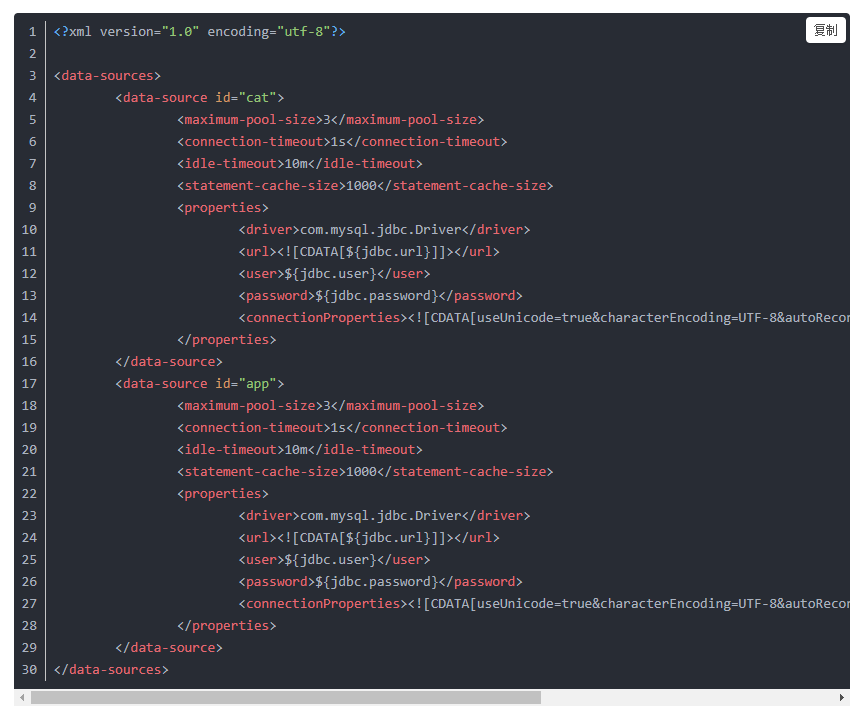 复制
1 <?xml version="1.0" encoding="utf-8"?>
2
3 <data-sources>
4 <data-source id="cat">
5 <maximum-pool-size>3</maximum-pool-size>
6 <connection-timeout>1s</connection-timeout>
7 <idle-timeout>10m</idle-timeout>
8 <statement-cache-size>1000</statement-cache-size>
9 <properties>
10 <driver>com.mysql.jdbc.Driver</driver>
11 <url><![CDATA[${jdbc.url}]]></url>
12 <user>${jdbc.user}</user>
13 <password>${jdbc.password}</password>
14 <connectionProperties><![CDATA[useUnicode=true&characterEncoding=UTF-8&autoRecon
15 </properties>
16 </data-source>
17 <data-source id="app">
18 <maximum-pool-size>3</maximum-pool-size>
19 <connection-timeout>1s</connection-timeout>
20 <idle-timeout>10m</idle-timeout>
21 <statement-cache-size>1000</statement-cache-size>
22 <properties>
23 <driver>com.mysql.jdbc.Driver</driver>
24 <url><![CDATA[${jdbc.url}]]></url>
25 <user>${jdbc.user}</user>
26 <password>${jdbc.password}</password>
27 <connectionProperties><![CDATA[useUnicode=true&characterEncoding=UTF-8&autoRecon
28 </properties>
29 </data-source>
30 </data-sources>